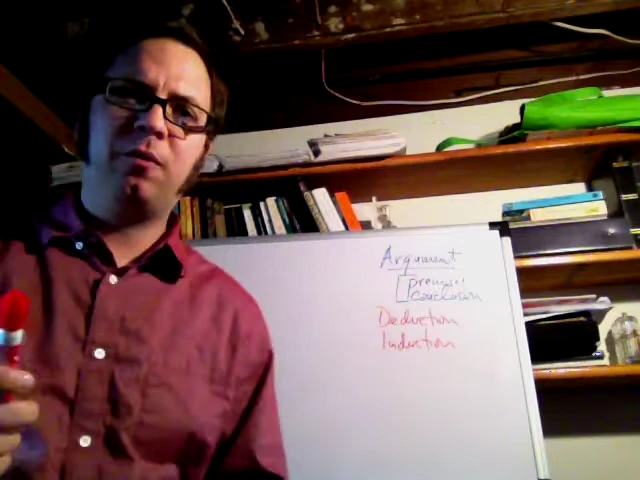 Argument
premise
conclusion
Deduction
Induction